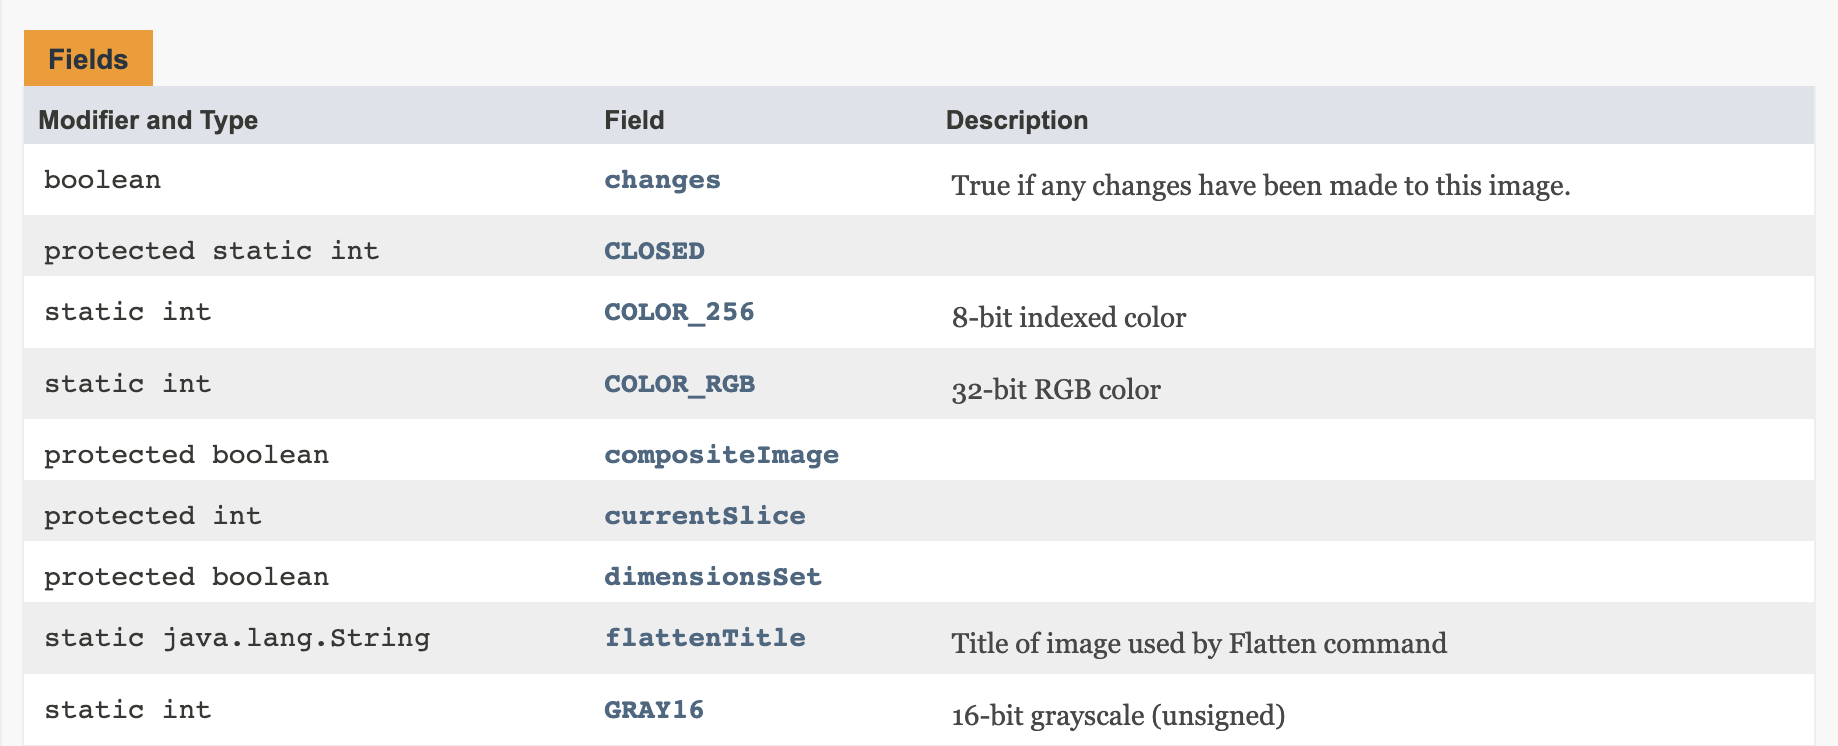 Fields
Modifier and Type Field Description
boolean changes True if any changes have been made to this image.
protected static int CLOSED
static int COLOR_256 8-bit indexed color
static int COLOR_RGB 32-bit RGB color
protected boolean compositeImage
protected int currentSlice
protected boolean dimensionsSet
static java.lang.String flattenTitle Title of image used by Flatten command
static int GRAY16 16-bit grayscale (unsigned)